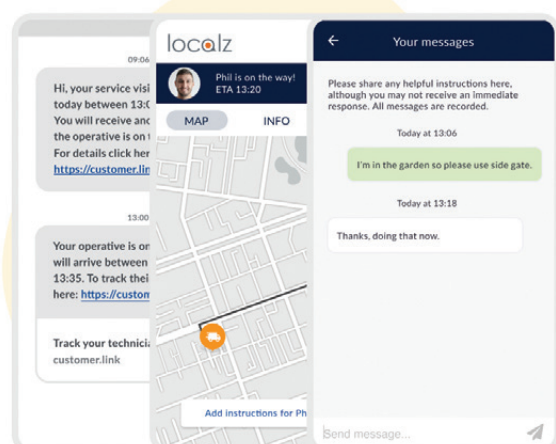 09:06
Hi, your service visi
today between 13:0
You will receive ano
the operative is on t
For details click her
https://customer.lin
13:00
Your operative is on
will arrive between
13:35. To track thei
here: https://custom
Track your technicia
customer.link
localz
Phil is on the way!
ETA 13:20
MAP INFO
Add instructions for Ph
Your messages
Please share any helpful instructions here,
although you may not receive an immediate
response. All messages are recorded.
Today at 13:06
I'm in the garden so please use side gate.
Today at 13:18
Thanks, doing that now.
Send message...